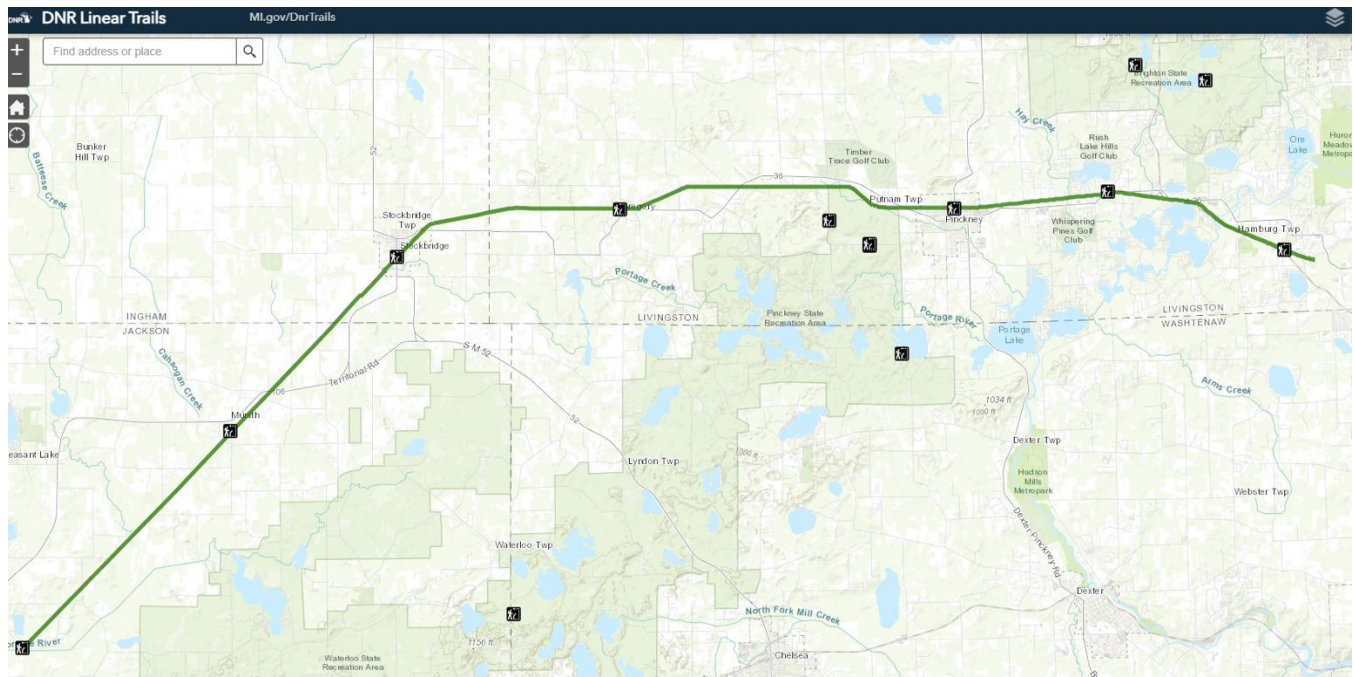 DNR
DNR Linear Trails
MI.gov/DnrTrails
+
Find address or place
−
Brighton State
Recreation Area
Bunker
Hill Twp
Batteese Creek
52
Hay Creek
Rush
Lake Hills
Golf Club
Ore
Lake
Timber
Trace Golf Club
36
Putnam Twp
Pinckney
36
Stockbridge
Twp
Stockbridge
Whispering
Pines Golf
Club
Hamburg Twp
Portage Creek
INGHAM
JACKSON
LIVINGSTON
Pinckney State
Recreation Area
Portage River
Portage
Lake
LIVINGSTON
WASHTENAW
Cahaogan Creek
S-M-52
Territorial Rd
106
Munith
Arms Creek
1034 ft
1000 ft
52
easant Lake
Lyndon Twp
1000 ft
Dexter Twp
Hudson
Mills
Metropark
Webster Twp
Dexter Pinckney Rd
Waterloo Twp
Dexter
North Fork Mill Creek
1156 ft
River
Waterloo State
Recreation Area
Chelsea